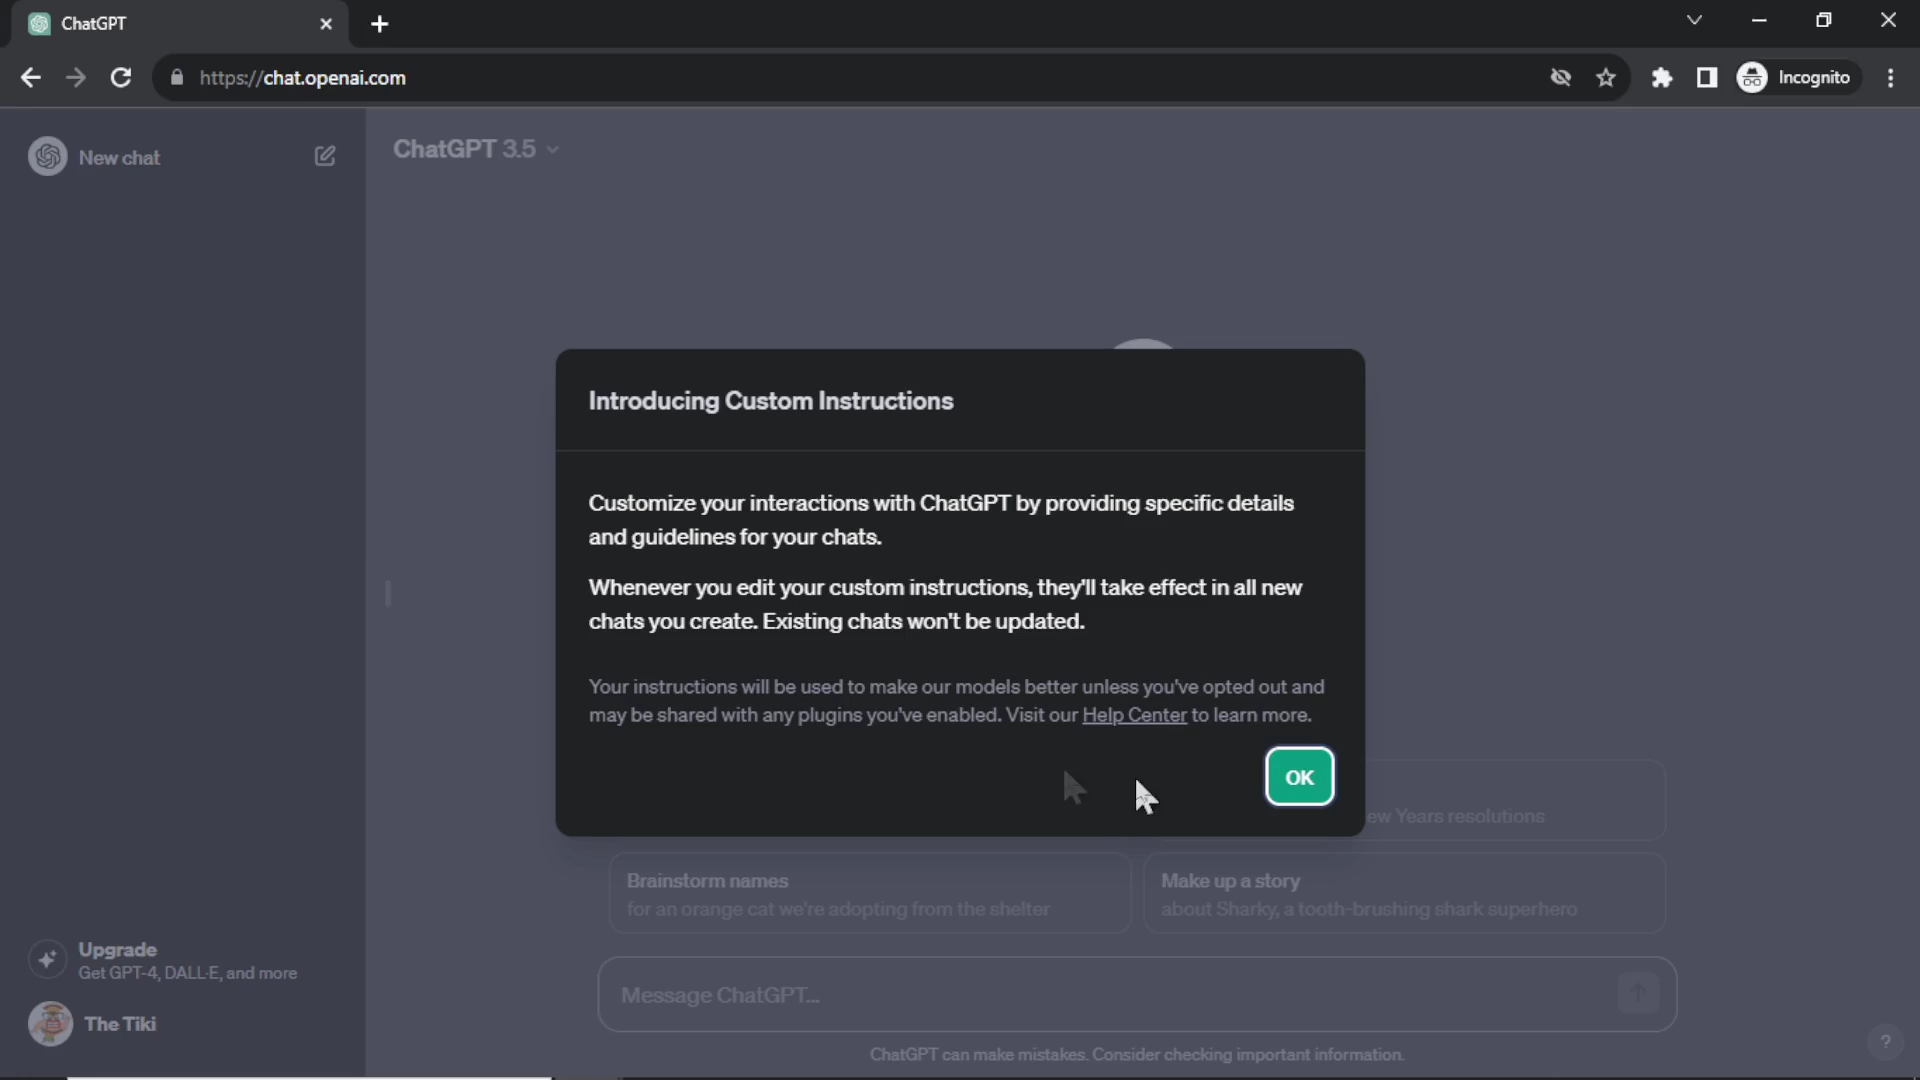 ChatGPT
https://chat.openai.com
Incognito
New chat
ChatGPT 3.5
Introducing Custom Instructions
Customize your interactions with ChatGPT by providing specific details
and guidelines for your chats.
Whenever you edit your custom instructions, they'll take effect in all new
chats you create. Existing chats won't be updated.
Your instructions will be used to make our models better unless you've opted out and
may be shared with any plugins you've enabled. Visit our Help Center to learn more.
OK
ew Years resolutions
Brainstorm names
for an orange cat we're adopting from the shelter
Make up a story
about Sharky, a tooth-brushing shark superhero
Upgrade
Get GPT-4, DALL·E, and more
The Tiki
Message ChatGPT...
ChatGPT can make mistakes. Consider checking important information.
?